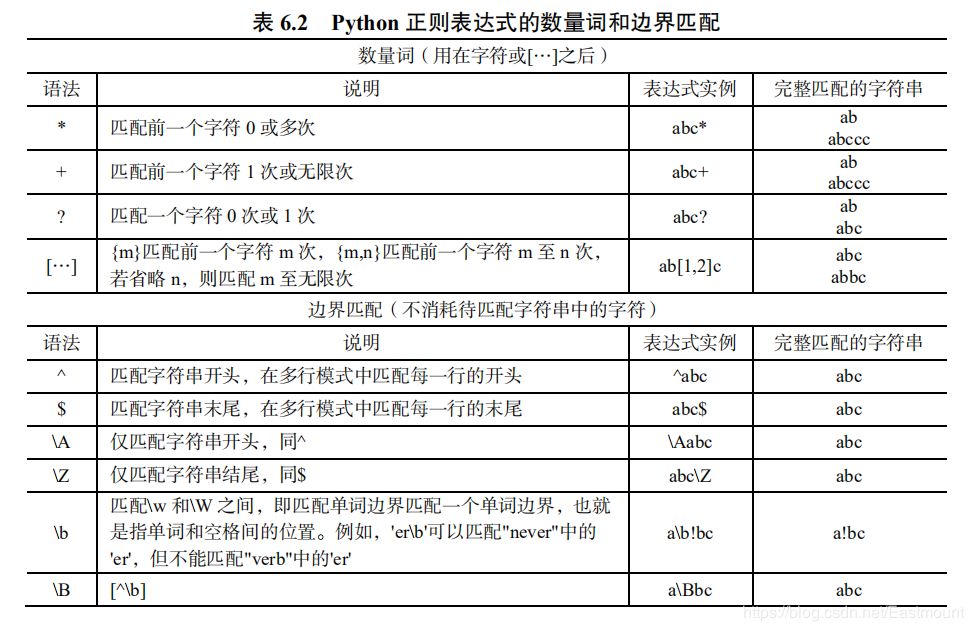 表 6.2 Python 正则表达式的数量词和边界匹配
数量词（用在字符或[…]之后）
语法 说明 表达式实例 完整匹配的字符串
* 匹配前一个字符 0 或多次 abc* ab
abccc
+ 匹配前一个字符 1 次或无限次 abc+ ab
abccc
? 匹配一个字符 0 次或 1 次 abc? ab
abc
[…] {m}匹配前一个字符 m 次，{m,n}匹配前一个字符 m 至 n 次， ab[1,2]c abc
若省略 n，则匹配 m 至无限次 abbc
边界匹配（不消耗待匹配字符串中的字符）
语法 说明 表达式实例 完整匹配的字符串
^ 匹配字符串开头，在多行模式中匹配每一行的开头 ^abc abc
$ 匹配字符串末尾，在多行模式中匹配每一行的末尾 abc$ abc
\A 仅匹配字符串开头，同^ \Aabc abc
\Z 仅匹配字符串结尾，同$ abc\Z abc
\b 匹配\w 和\W 之间，即匹配单词边界匹配一个单词边界，也就 a\b!bc a!bc
是指单词和空格间的位置。例如，'er\b'可以匹配"never"中的
'er'，但不能匹配"verb"中的'er'
\B [^\b] a\Bbc abc
https://blog.csdn.net/Eastmount